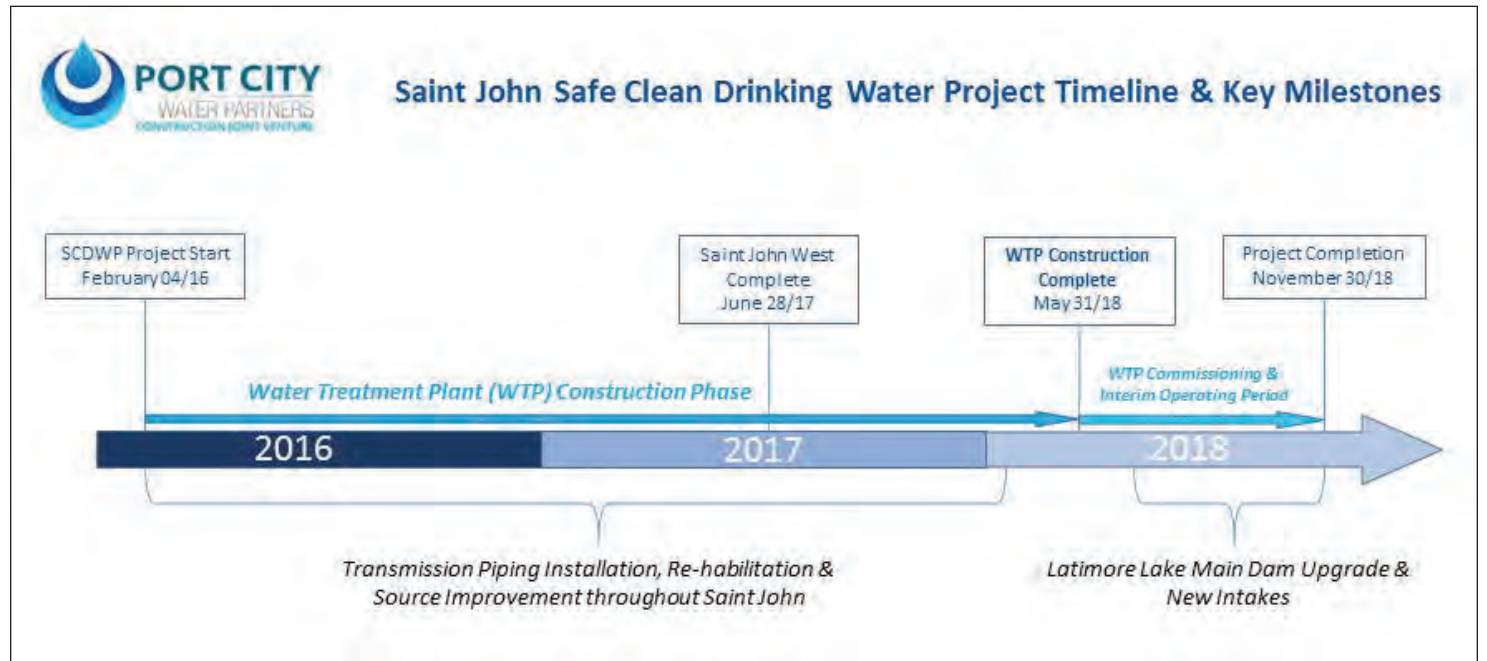 PORT CITY
WATER PARTNERS
CONSTRUCTION JOINT VENTURE
Saint John Safe Clean Drinking Water Project Timeline & Key Milestones
SCDWP Project Start
February 04/16
Saint John West
Complete
June 28/17
WTP Construction
Complete
May 31/18
Project Completion
November 30/18
Water Treatment Plant (WTP) Construction Phase
WTP Commissioning &
Interim Operating Period
2016
2017
2018
Transmission Piping Installation, Re-habilitation &
Source Improvement throughout Saint John
Latimore Lake Main Dam Upgrade &
New Intakes